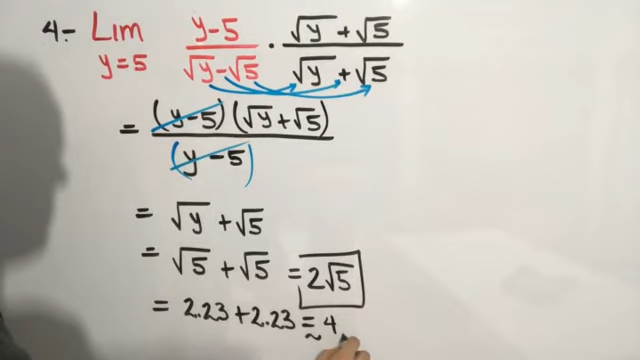 4.- Lim y-5 / √y-√5 · √y+√5 / √y+√5
y=5
= (y-5)(√y+√5) / (y-5)
= √y+√5
= √5+√5 = 2√5
= 2.23+2.23 ≅ 4